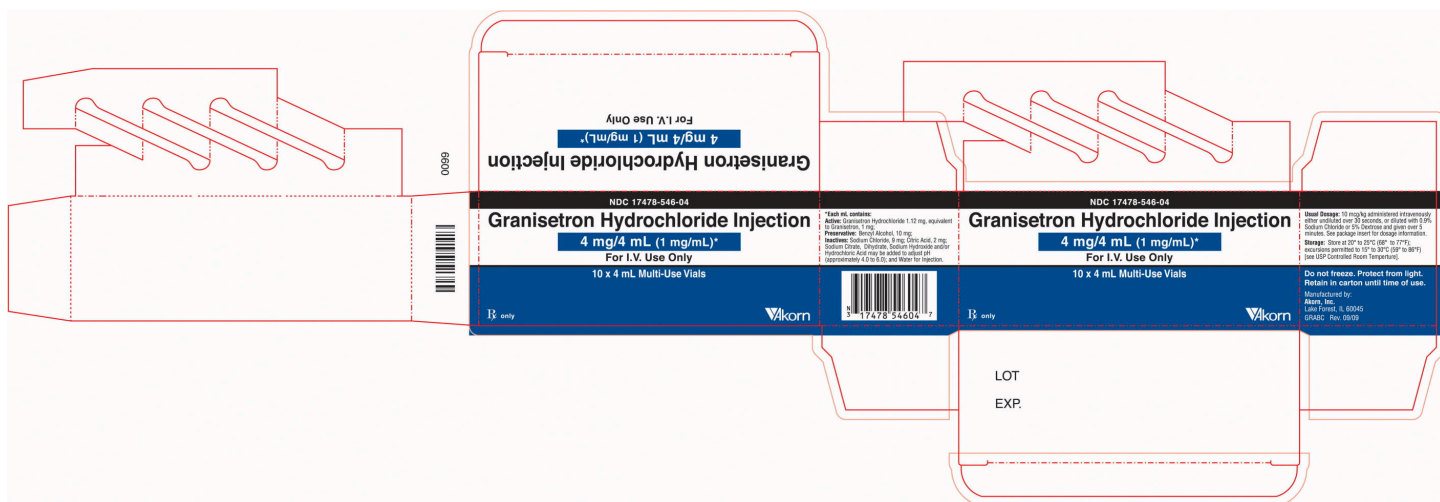 Granisetron Hydrochloride Injection
4 mg/4 mL (1 mg/mL)*
For I.V. Use Only
0099
NDC 17478-546-04
Granisetron Hydrochloride Injection
4 mg/4 mL (1 mg/mL)*
For I.V. Use Only
10 x 4 mL Multi-Use Vials
℞ only
Akorn
*Each mL contains:
Active: Granisetron Hydrochloride 1.12 mg, equivalent
to Granisetron, 1 mg;
Preservative: Benzyl Alcohol, 10 mg;
Inactives: Sodium Chloride, 9 mg; Citric Acid, 2 mg;
Sodium Citrate, Dihydrate, Sodium Hydroxide and/or
Hydrochloric Acid may be added to adjust pH
(approximately 4.0 to 6.0); and Water for Injection.
N
3 17478 54604 7
NDC 17478-546-04
Granisetron Hydrochloride Injection
4 mg/4 mL (1 mg/mL)*
For I.V. Use Only
10 x 4 mL Multi-Use Vials
℞ only
Akorn
Usual Dosage: 10 mcg/kg administered intravenously
either undiluted over 30 seconds, or diluted with 0.9%
Sodium Chloride or 5% Dextrose and given over 5
minutes. See package insert for dosage information.
Storage: Store at 20° to 25°C (68° to 77°F);
excursions permitted to 15° to 30°C (59° to 86°F)
[see USP Controlled Room Temperture].
Do not freeze. Protect from light.
Retain in carton until time of use.
Manufactured by:
Akorn, Inc.
Lake Forest, IL 60045
GRABC Rev. 09/09
LOT
EXP.